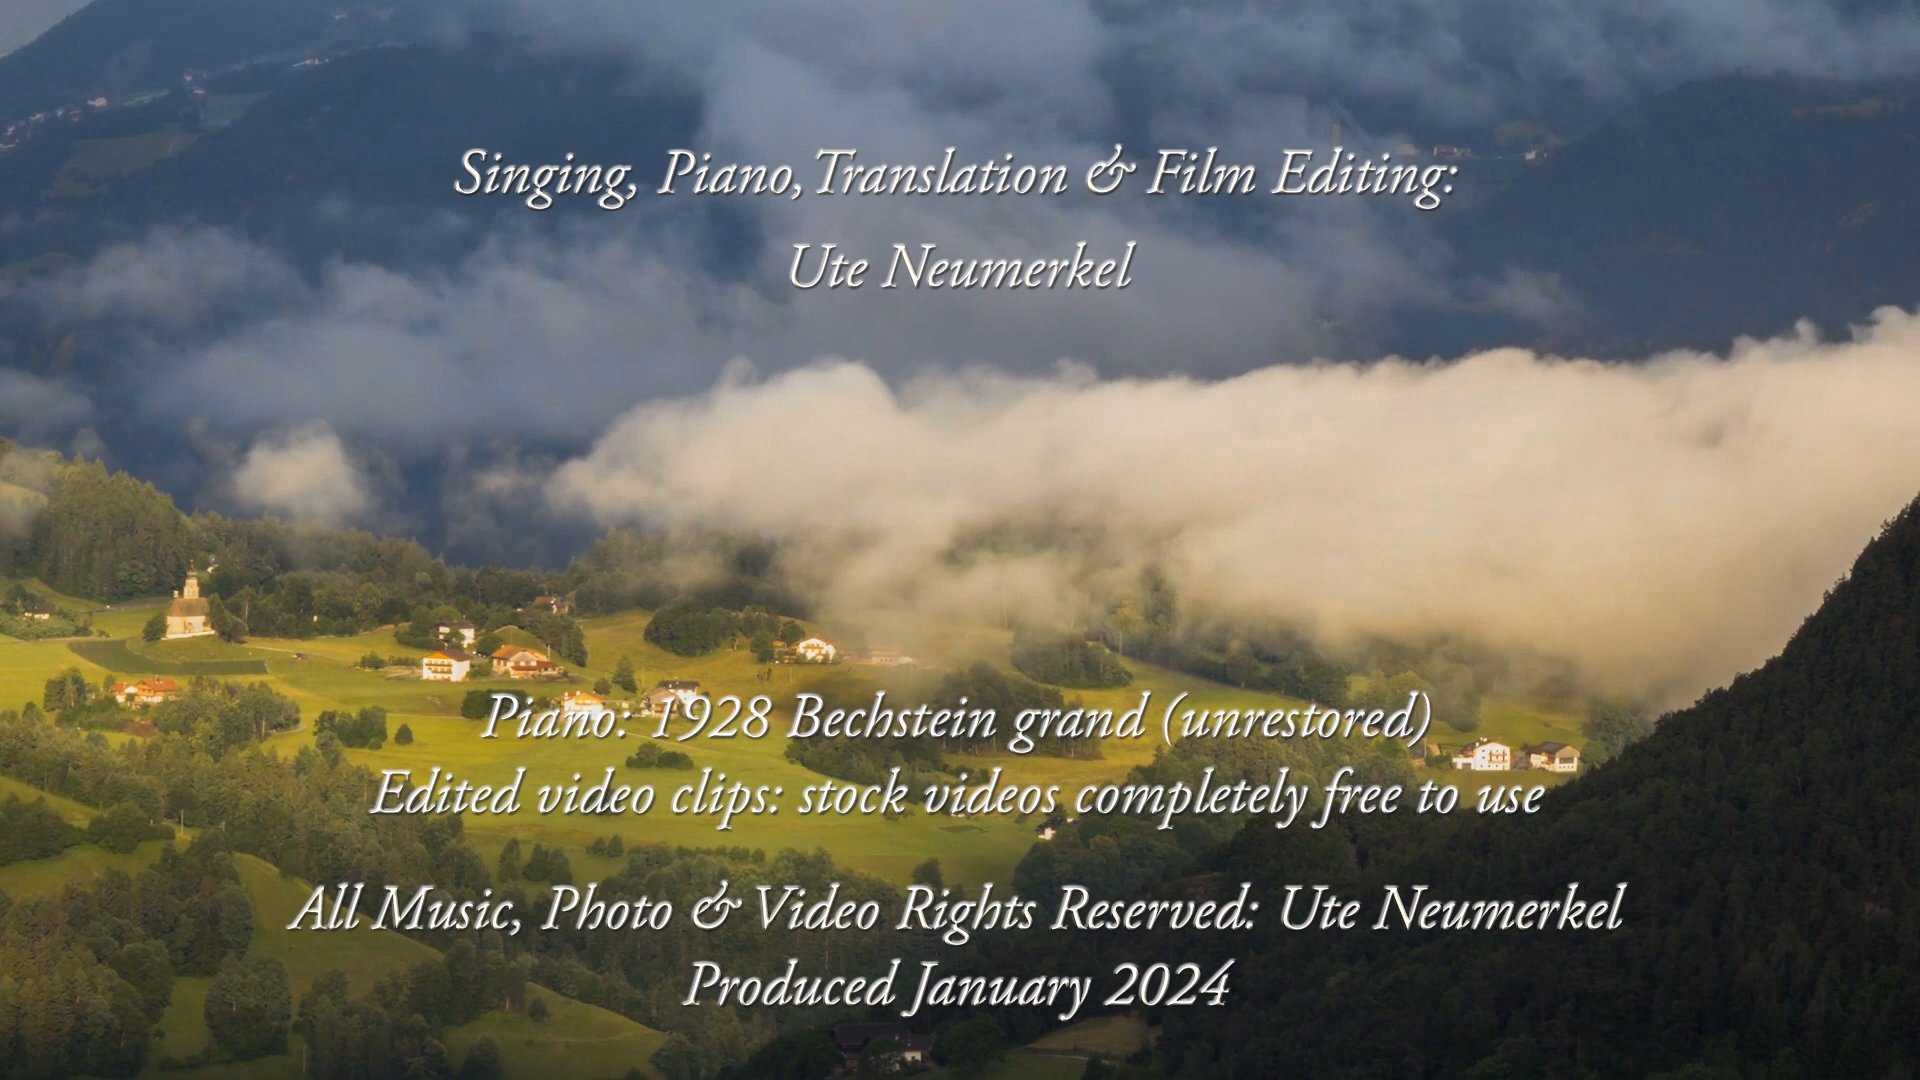 Singing, Piano, Translation & Film Editing:
Ute Neumerkel
Piano: 1928 Bechstein grand (unrestored)
Edited video clips: stock videos completely free to use
All Music, Photo & Video Rights Reserved: Ute Neumerkel
Produced January 2024